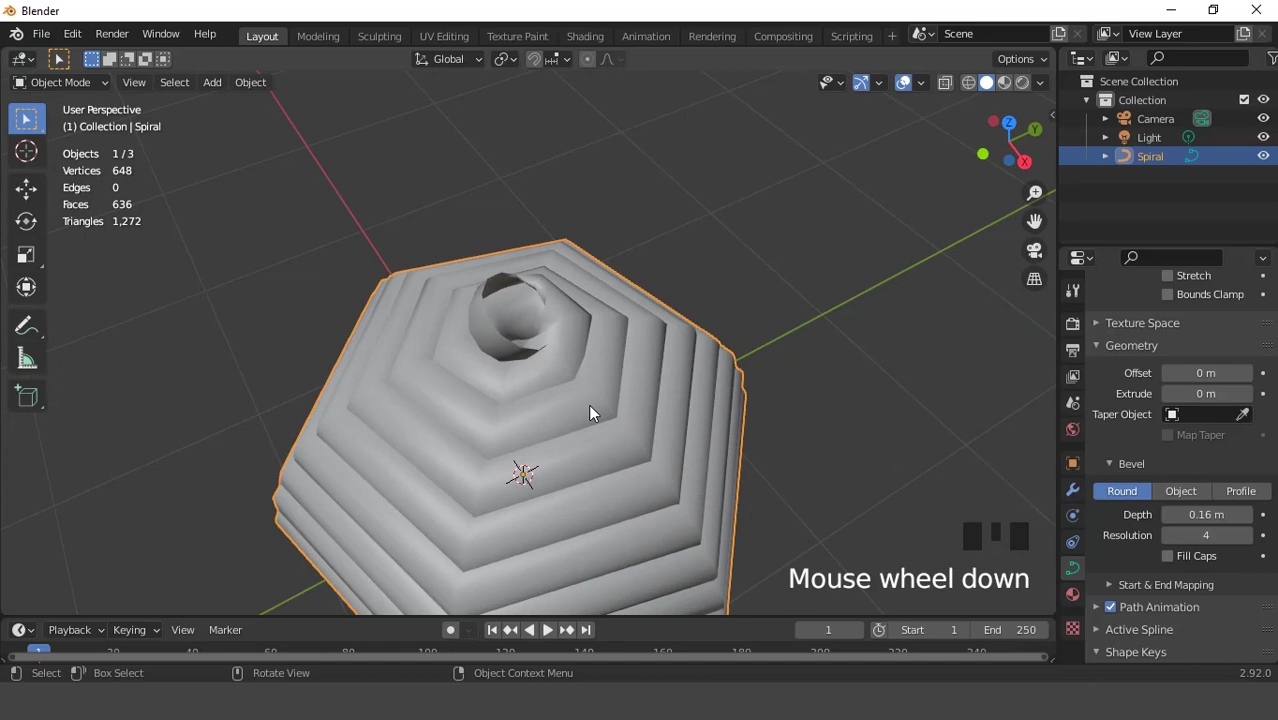 Blender
File Edit Render Window Help Layout Modeling Sculpting UV Editing Texture Paint Shading Animation Rendering Compositing Scripting + Scene View Layer
Global Options
Object Mode View Select Add Object
User Perspective
(1) Collection | Spiral
Objects 1 / 3
Vertices 648
Edges 0
Faces 636
Triangles 1,272
Z
Y
X
Scene Collection
Collection
Camera
Light
Spiral
Stretch
Bounds Clamp
Texture Space
Geometry
Offset 0 m
Extrude 0 m
Taper Object
Map Taper
Bevel
Round Object Profile
Depth 0.16 m
Resolution 4
Fill Caps
Start & End Mapping
Path Animation
Active Spline
Shape Keys
Mouse wheel down
Playback Keying View Marker 1 Start 1 End 250
1
Select Box Select Rotate View Object Context Menu 2.92.0